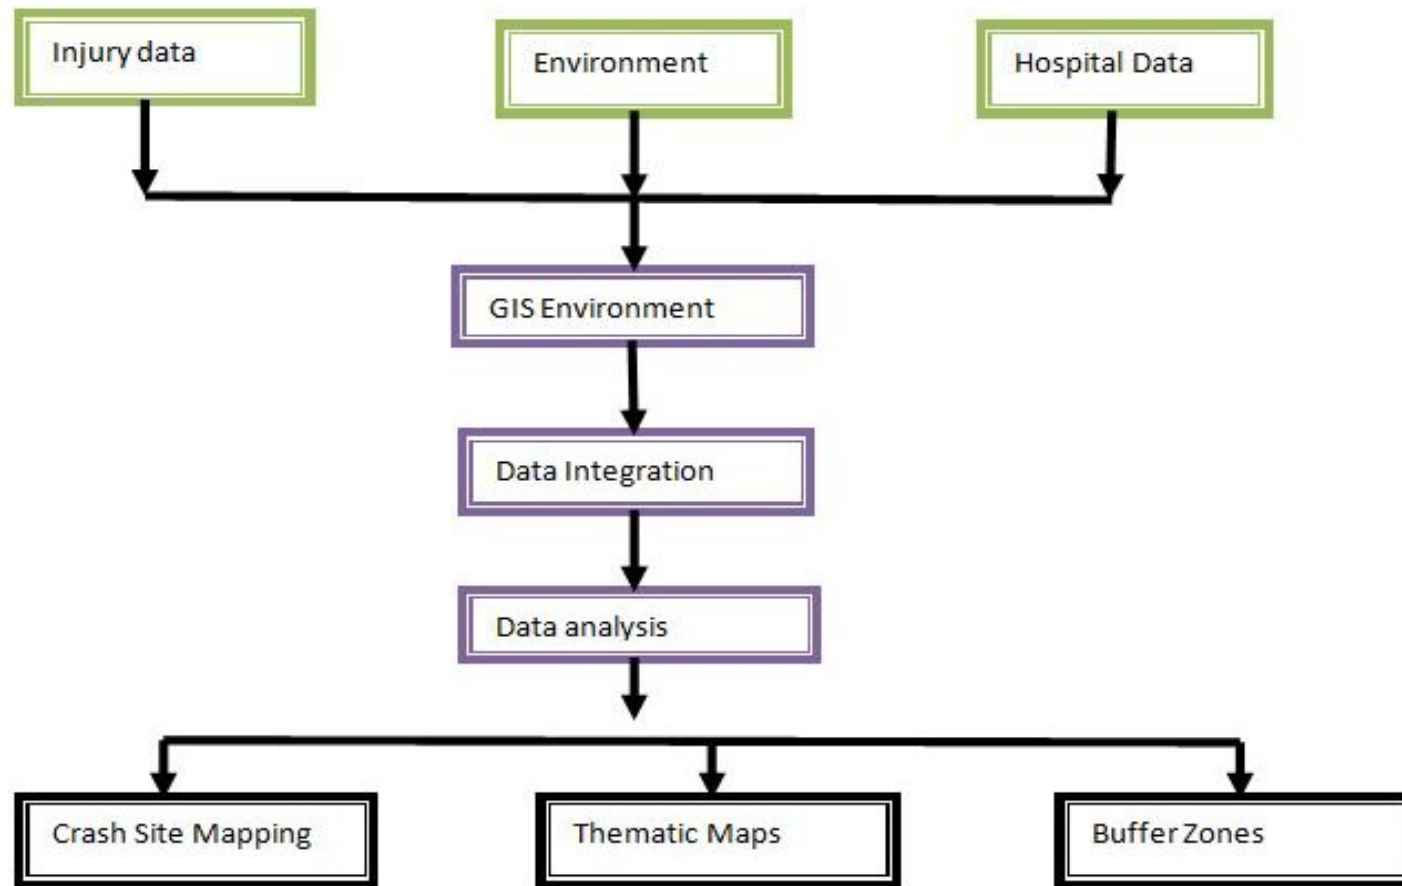 Injury data
Environment
Hospital Data
GIS Environment
Data Integration
Data analysis
Crash Site Mapping
Thematic Maps
Buffer Zones